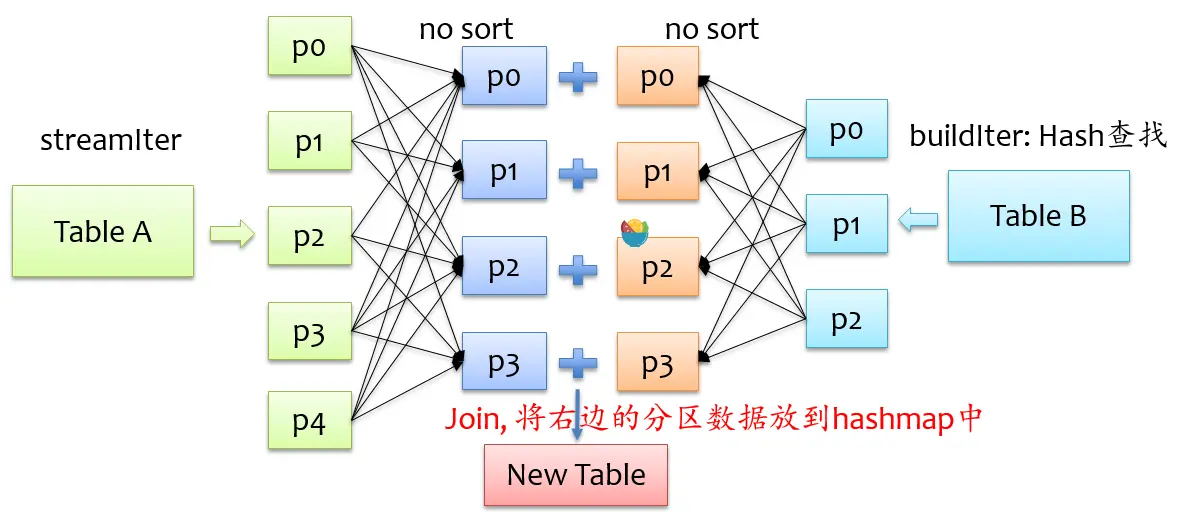 no sort
no sort
streamIter
Table A
p0
p1
p2
p3
p4
p0
p1
p2
p3
p0
p1
p2
p3
p0
p1
p2
buildIter: Hash查找
Table B
Join, 将右边的分区数据放到hashmap中
New Table